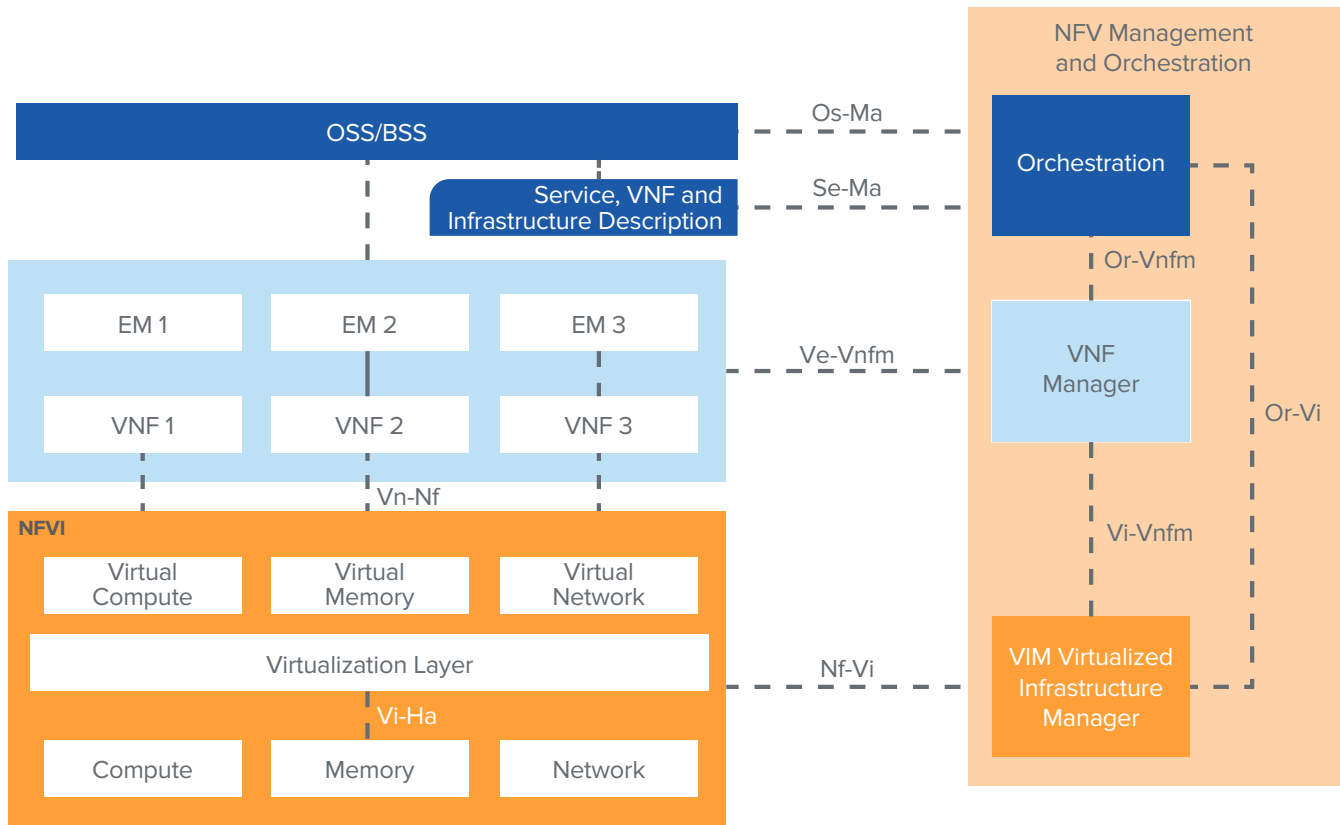 NFV Management
and Orchestration
OSS/BSS
Os-Ma
Orchestration
Service, VNF and
Infrastructure Description
Se-Ma
Or-Vnfm
EM 1
EM 2
EM 3
Ve-Vnfm
VNF
Manager
VNF 1
VNF 2
VNF 3
Or-Vi
Vn-Nf
NFVI
Vi-Vnfm
Virtual
Compute
Virtual
Memory
Virtual
Network
Virtualization Layer
Nf-Vi
VIM Virtualized
Infrastructure
Manager
Vi-Ha
Compute
Memory
Network